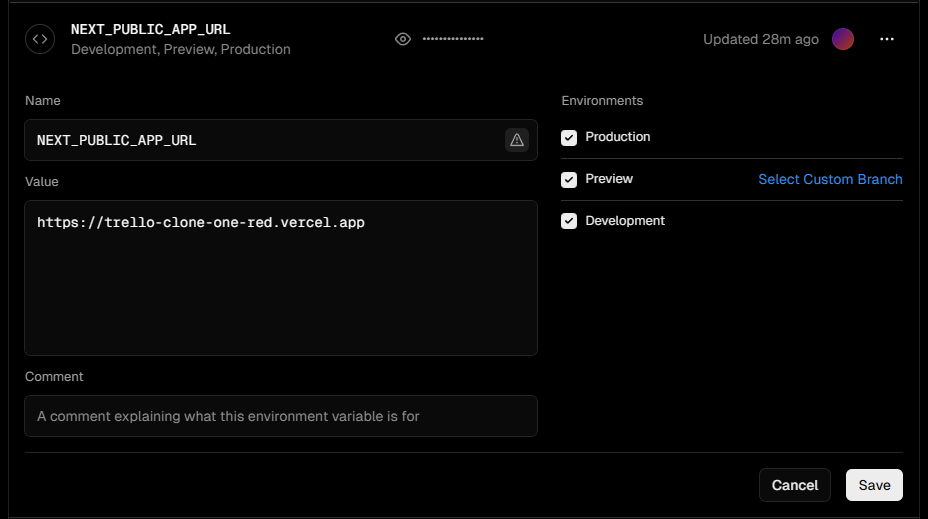 NEXT_PUBLIC_APP_URL
Development, Preview, Production
•••••••••••••••
Updated 28m ago
Name
NEXT_PUBLIC_APP_URL
Value
https://trello-clone-one-red.vercel.app
Comment
A comment explaining what this environment variable is for
Environments
Production
Preview
Select Custom Branch
Development
Cancel
Save